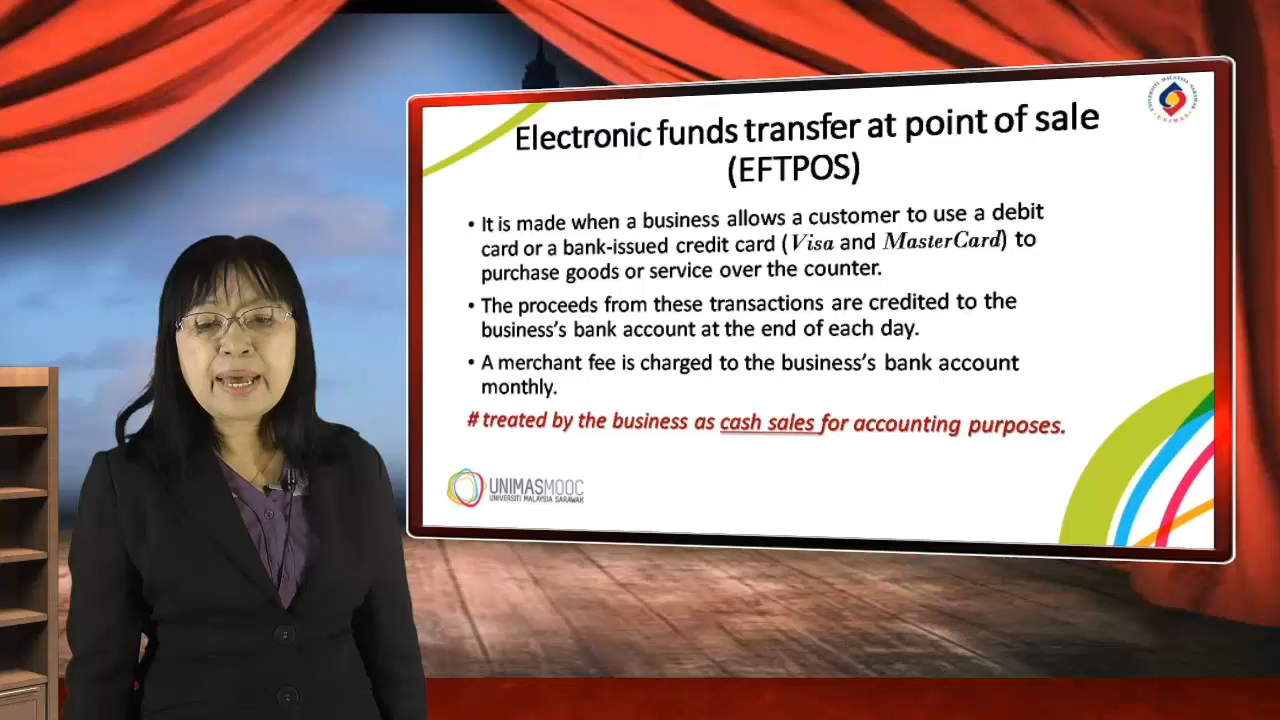 Electronic funds transfer at point of sale
(EFTPOS)
• It is made when a business allows a customer to use a debit
card or a bank-issued credit card (Visa and MasterCard) to
purchase goods or service over the counter.
• The proceeds from these transactions are credited to the
business's bank account at the end of each day.
• A merchant fee is charged to the business's bank account
monthly.
# treated by the business as cash sales for accounting purposes.
UNIMASMOOC
UNIVERSITI MALAYSIA SARAWAK
UNIVERSITI MALAYSIA SARAWAK
UNIMAS